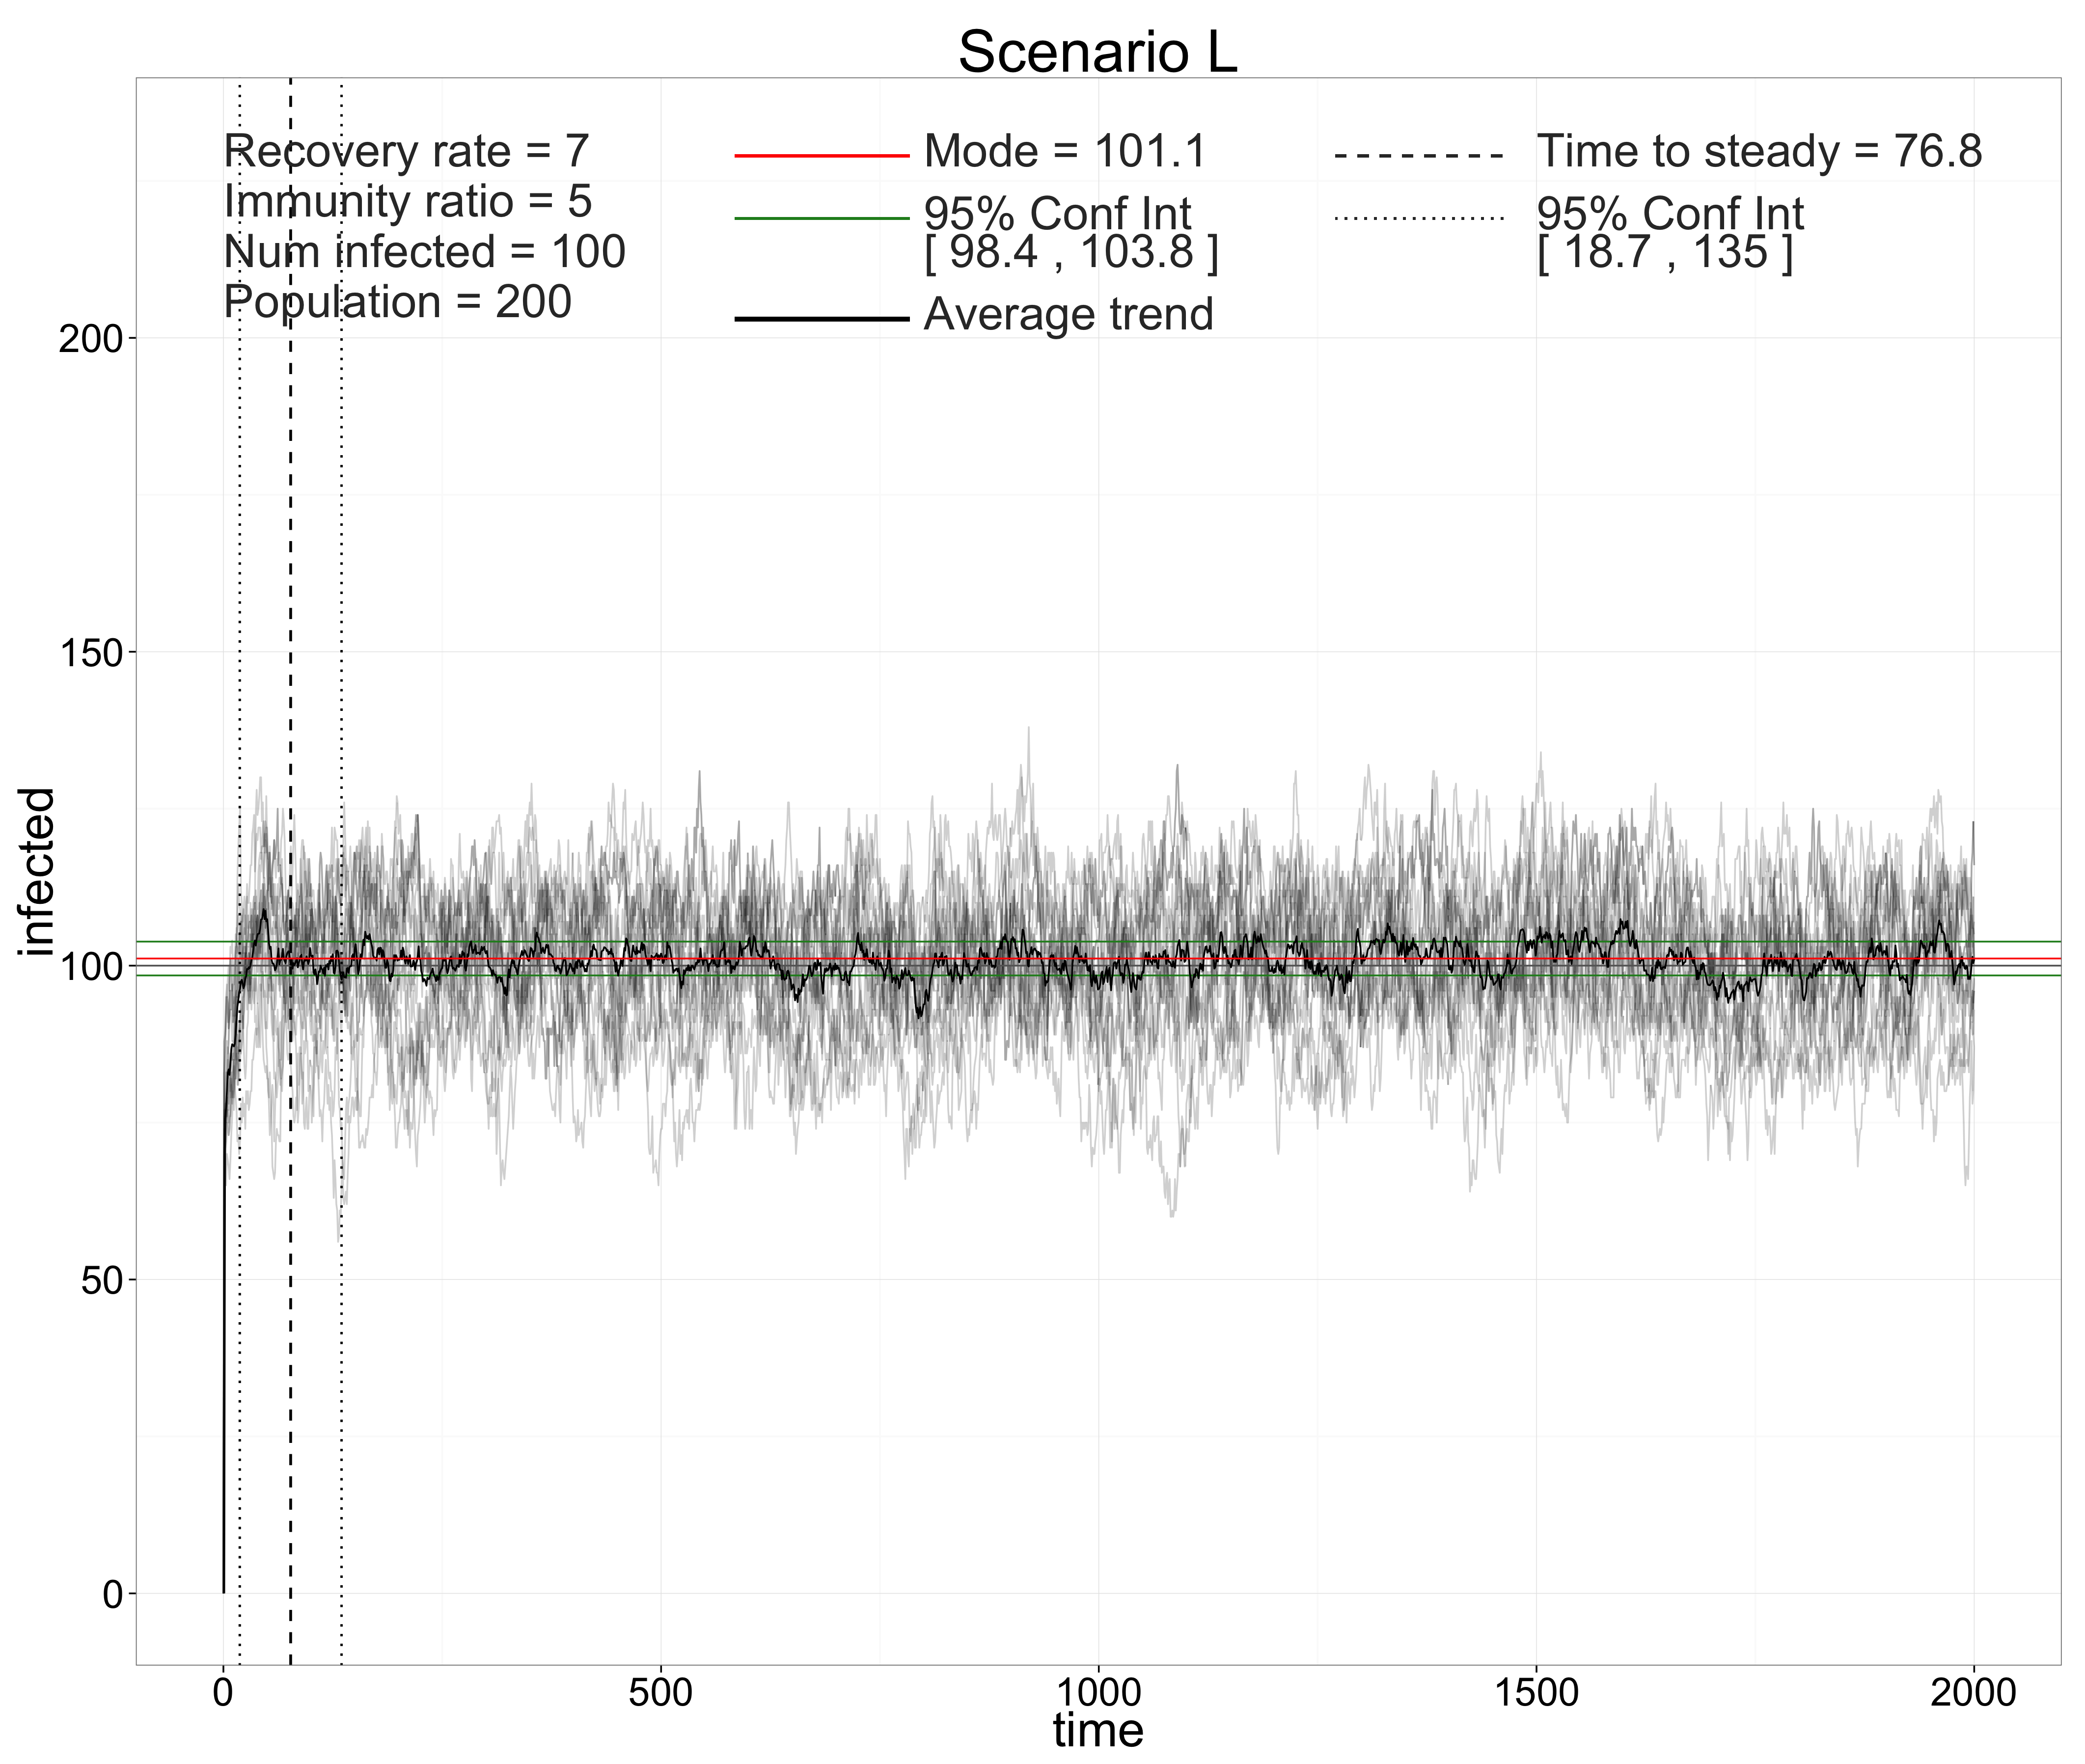 Scenario L
Recovery rate = 7
Immunity ratio = 5
Num infected = 100
Population = 200
Mode = 101.1
95% Conf Int
[ 98.4 , 103.8 ]
Average trend
Time to steady = 76.8
95% Conf Int
[ 18.7 , 135 ]
infected
200
150
100
50
0
0 500 1000 1500 2000
time